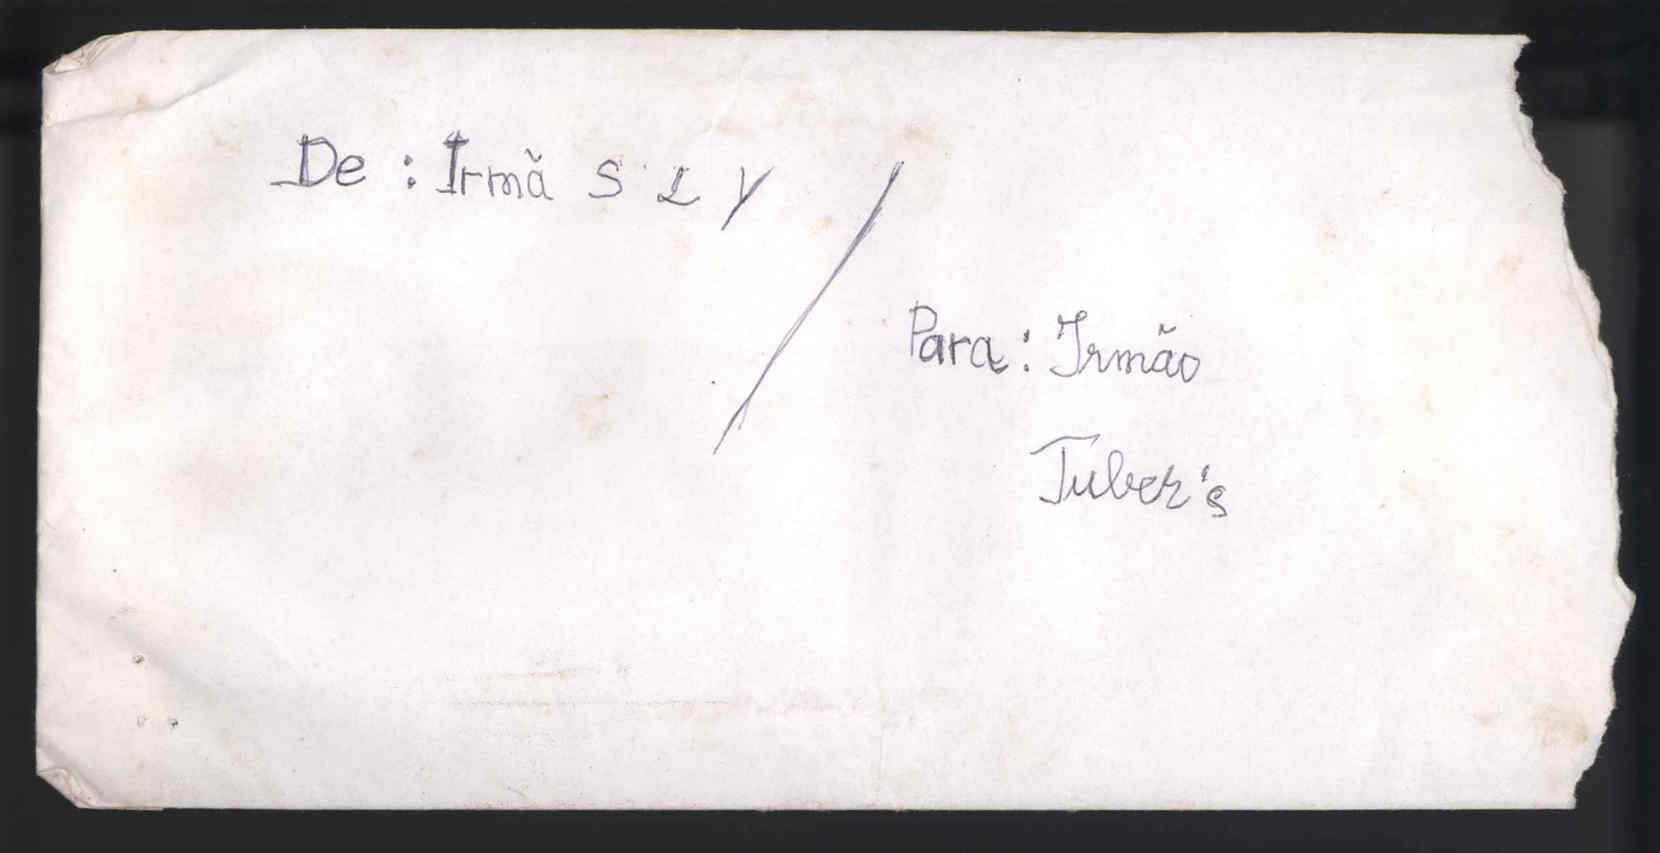 De : Irmã S L Y /
Para : Irmão
Tuber's